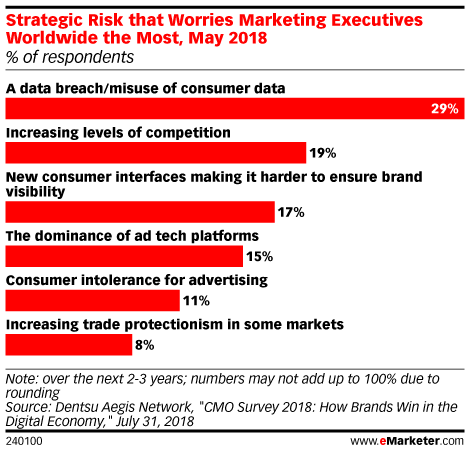 Strategic Risk that Worries Marketing Executives
Worldwide the Most, May 2018
% of respondents
A data breach/misuse of consumer data
29%
Increasing levels of competition
19%
New consumer interfaces making it harder to ensure brand
visibility
17%
The dominance of ad tech platforms
15%
Consumer intolerance for advertising
11%
Increasing trade protectionism in some markets
8%
Note: over the next 2-3 years; numbers may not add up to 100% due to
rounding
Source: Dentsu Aegis Network, "CMO Survey 2018: How Brands Win in the
Digital Economy," July 31, 2018
240100
www.eMarketer.com